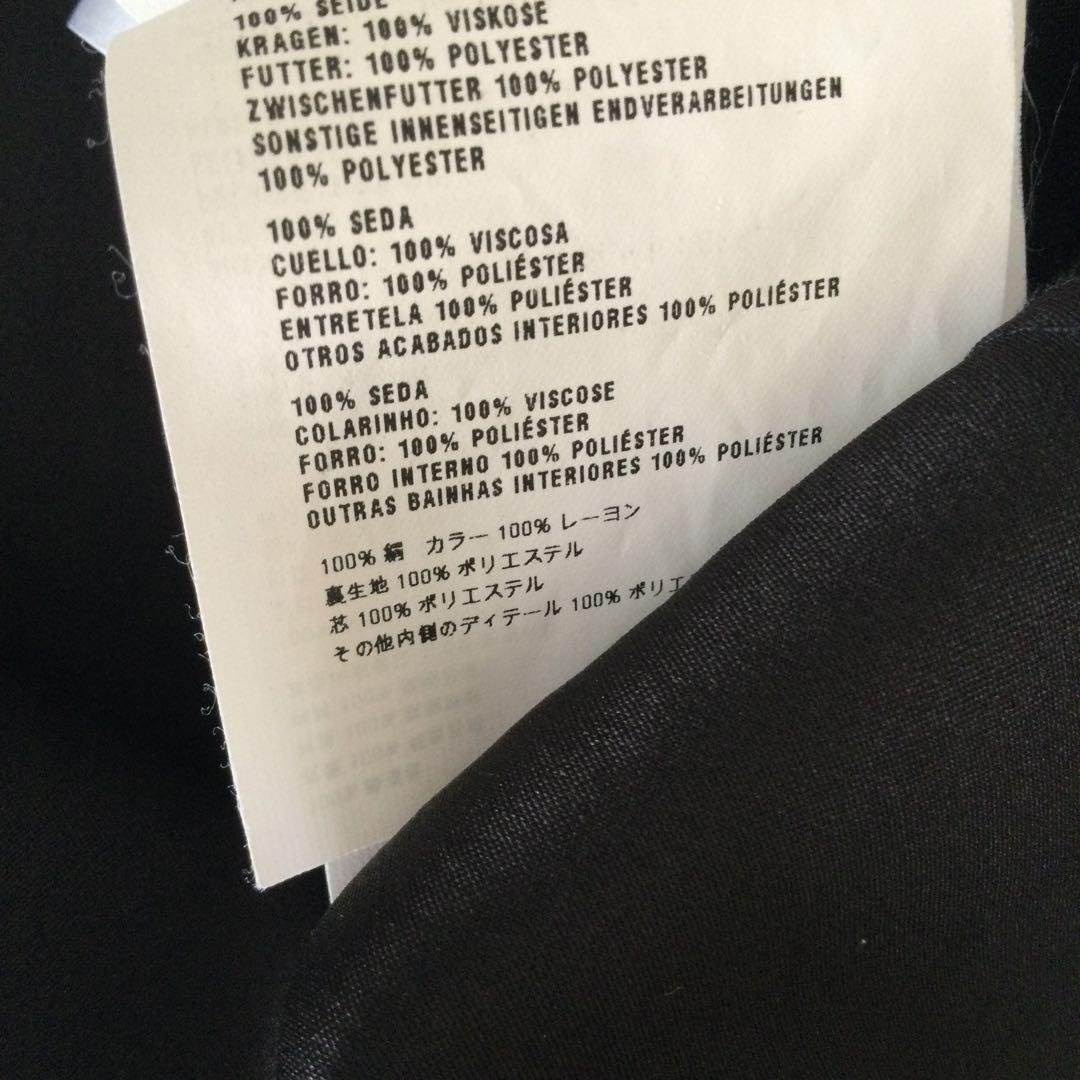 100% SEIDE
KRAGEN: 100% VISKOSE
FUTTER: 100% POLYESTER
ZWISCHENFUTTER 100% POLYESTER
SONSTIGE INNENSEITIGEN ENDVERARBEITUNGEN
100% POLYESTER
100% SEDA
CUELLO: 100% VISCOSA
FORRO: 100% POLIÉSTER
ENTRETELA 100% POLIÉSTER
OTROS ACABADOS INTERIORES 100% POLIÉSTER
100% SEDA
COLARINHO: 100% VISCOSE
FORRO: 100% POLIÉSTER
FORRO INTERNO 100% POLIÉSTER
OUTRAS BAINHAS INTERIORES 100% POLIÉSTER
100% 絹 カラー 100% レーヨン
裏生地 100% ポリエステル
芯 100% ポリエステル
その他内側のディテール 100% ポリエ